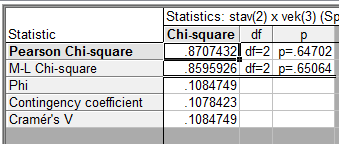 Statistics: stav(2) x vek(3) (Sp
Statistic Chi-square df p
Pearson Chi-square .8707432 df=2 p=.64702
M-L Chi-square .8595926 df=2 p=.65064
Phi .1084749
Contingency coefficient .1078423
Cramér's V .1084749